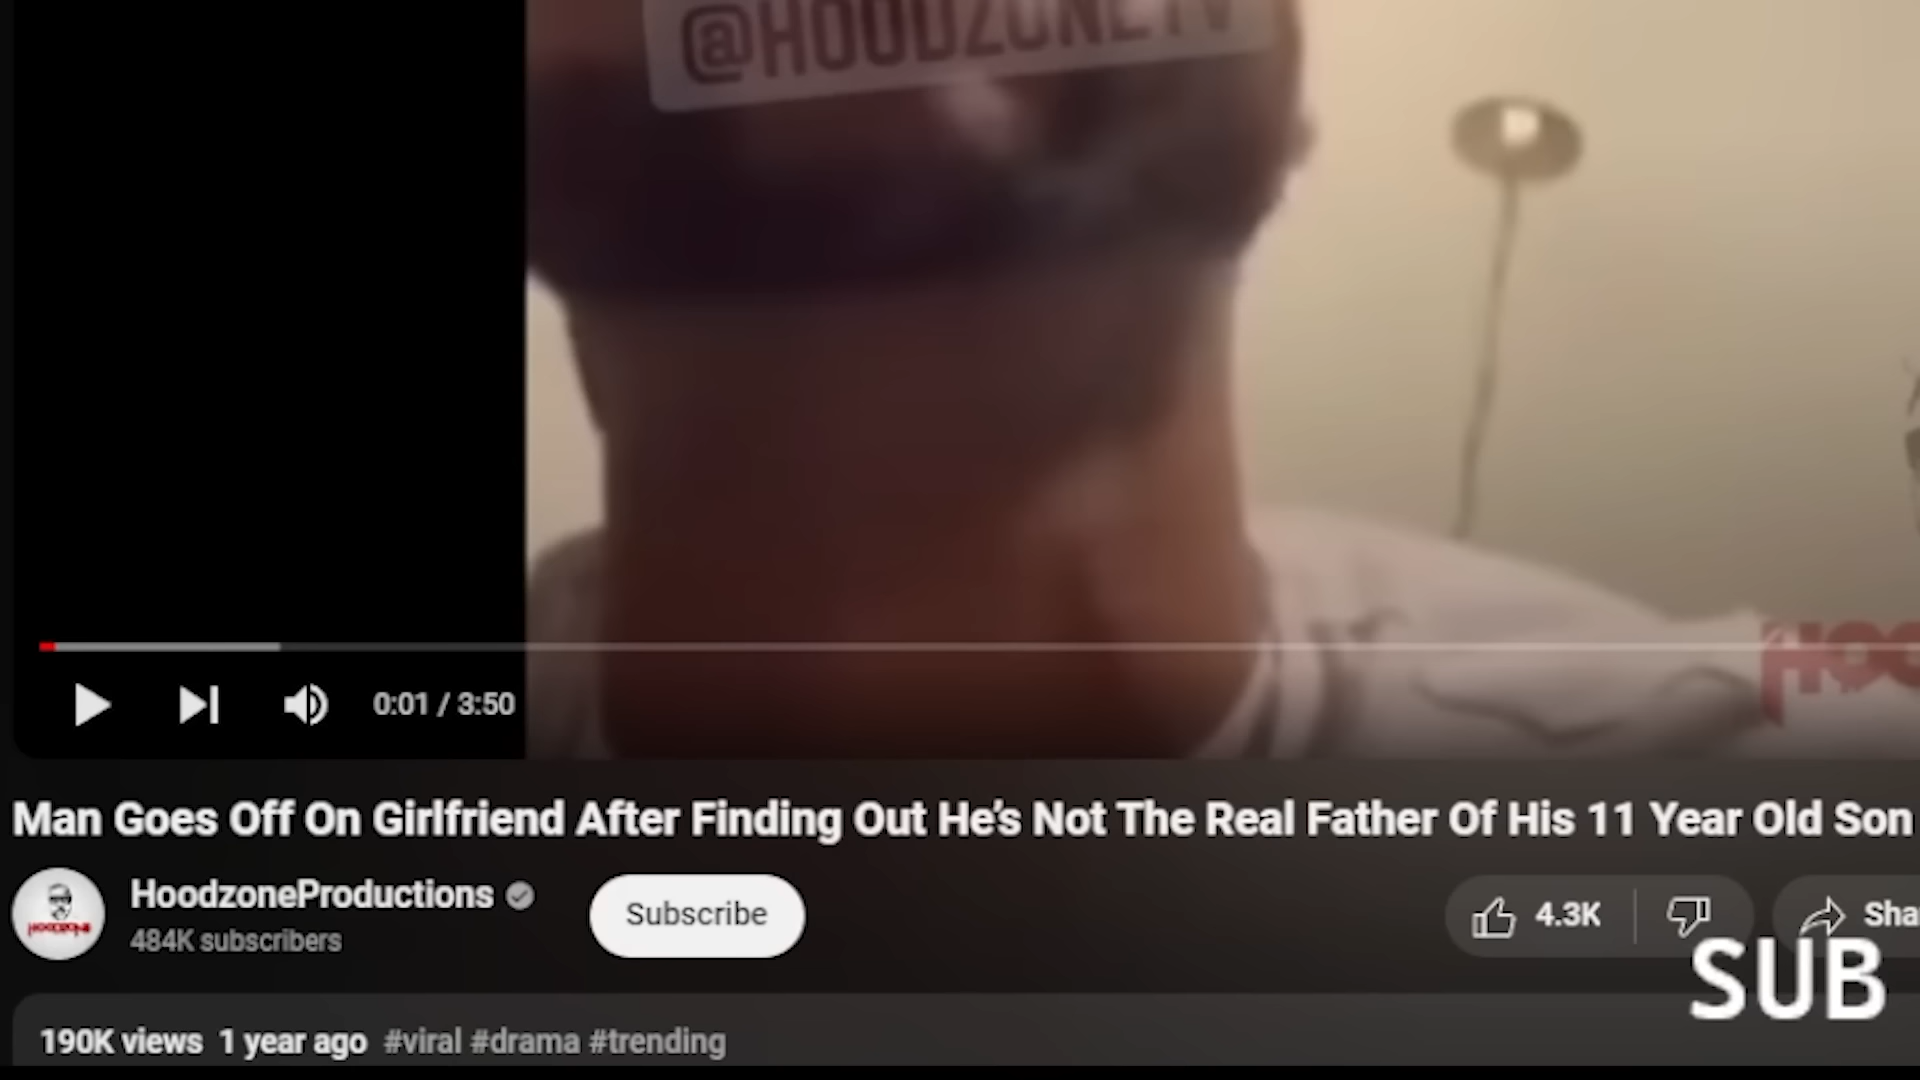 @HOODZONETV
HOO
0:01 / 3:50
Man Goes Off On Girlfriend After Finding Out He's Not The Real Father Of His 11 Year Old Son
HoodzoneProductions
HOODZONE
484K subscribers
Subscribe
4.3K
Sha
SUB
190K views 1 year ago #viral #drama #trending